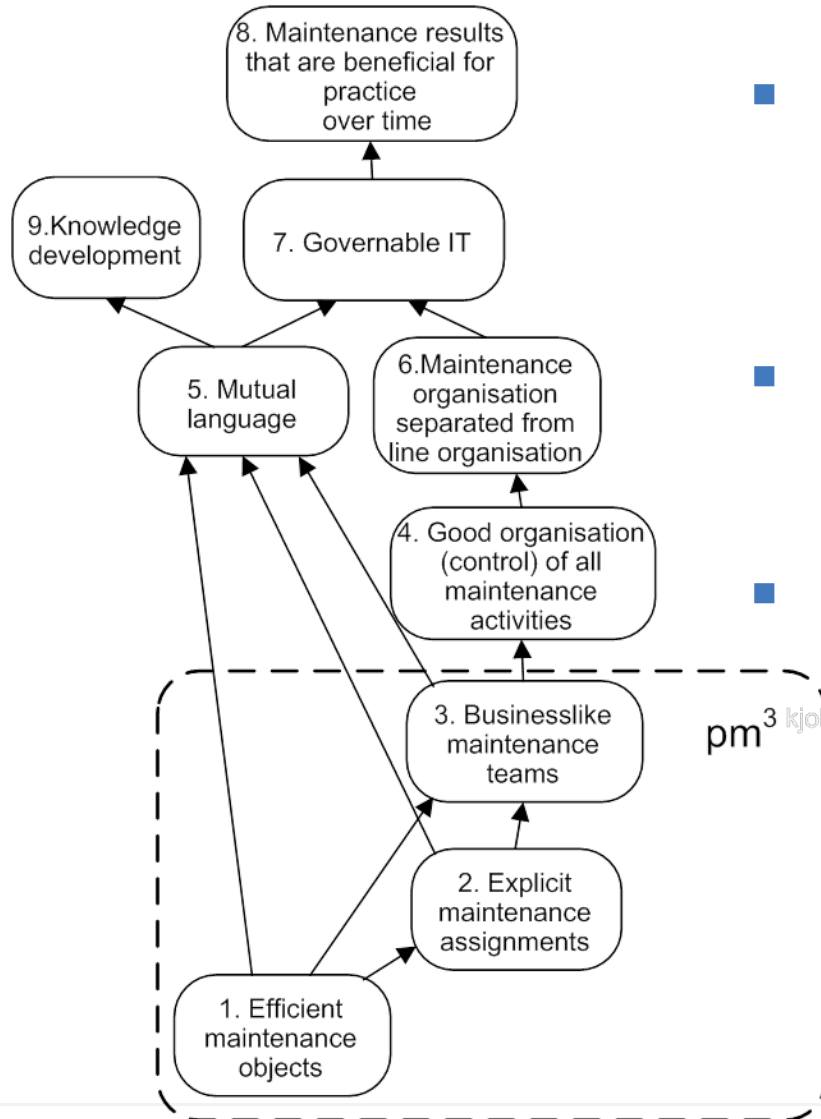 8. Maintenance results
that are beneficial for
practice
over time
9.Knowledge
development
7. Governable IT
5. Mutual
language
6.Maintenance
organisation
separated from
line organisation
4. Good organisation
(control) of all
maintenance
activities
3. Businesslike
maintenance
teams
pm³
2. Explicit
maintenance
assignments
1. Efficient
maintenance
objects